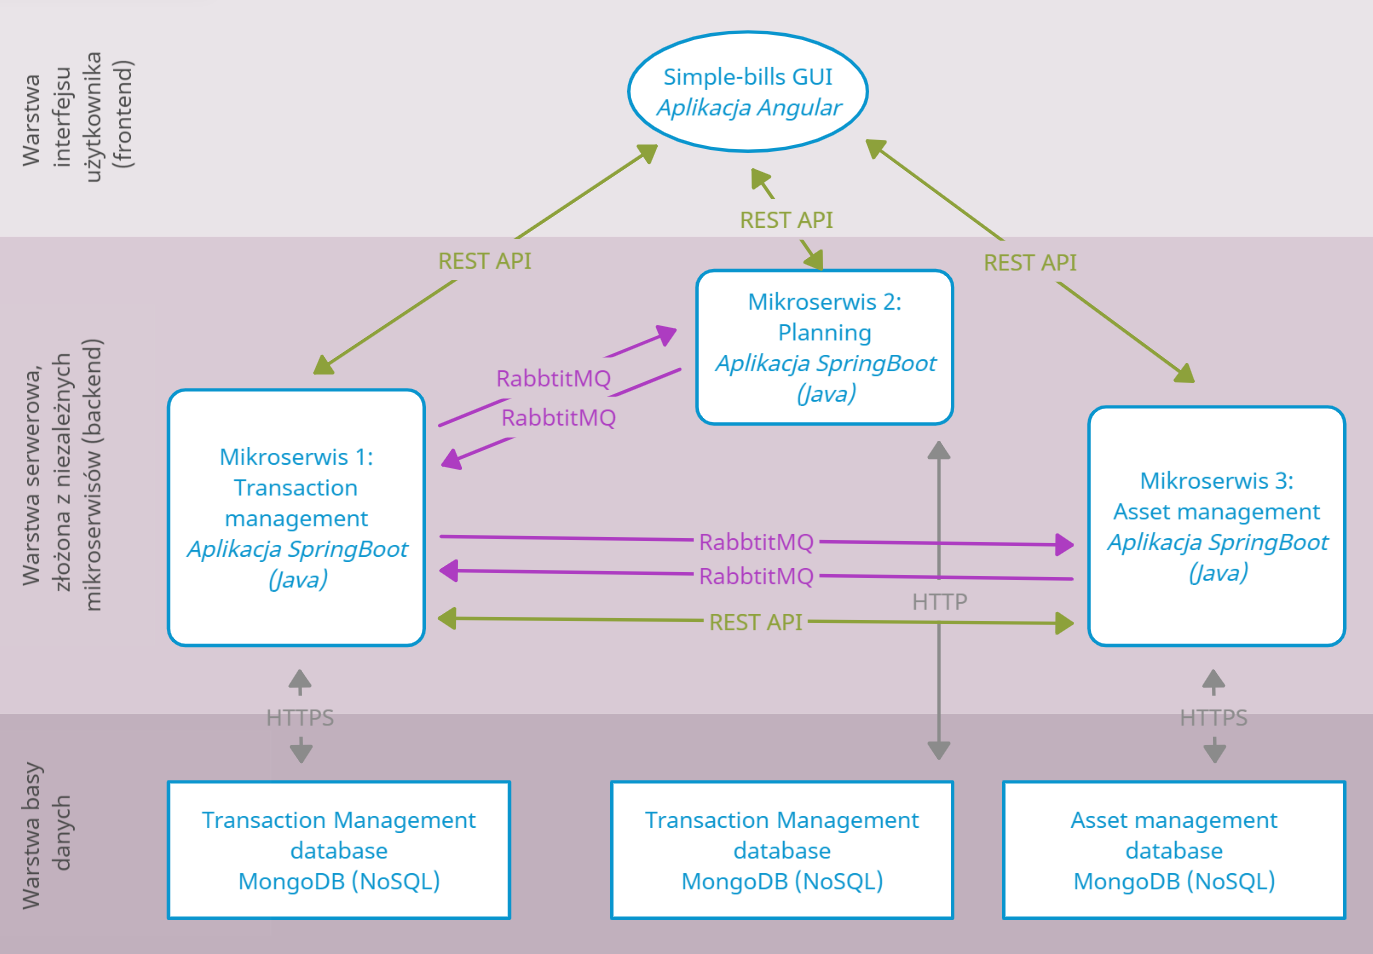 Warstwa
interfejsu
użytkownika
(frontend)
Simple-bills GUI
Aplikacja Angular
REST API
REST API
REST API
Warstwa serwerowa,
złożona z niezależnych
mikroserwisów (backend)
Mikroserwis 2:
Planning
Aplikacja SpringBoot
(Java)
RabbtitMQ
RabbtitMQ
Mikroserwis 1:
Transaction
management
Aplikacja SpringBoot
(Java)
Mikroserwis 3:
Asset management
Aplikacja SpringBoot
(Java)
RabbtitMQ
RabbtitMQ
HTTP
REST API
HTTPS
HTTPS
Warstwa basy
danych
Transaction Management
database
MongoDB (NoSQL)
Transaction Management
database
MongoDB (NoSQL)
Asset management
database
MongoDB (NoSQL)